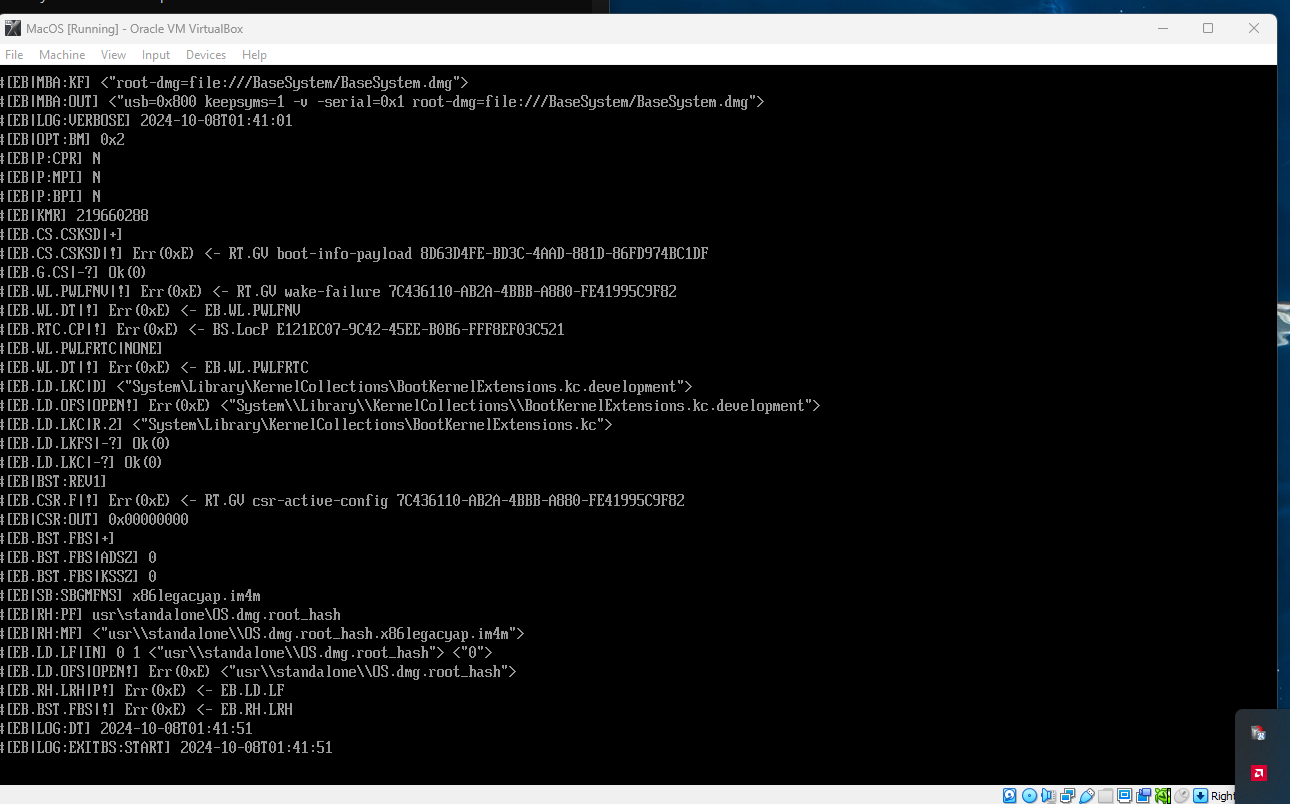 MacOS [Running] - Oracle VM VirtualBox
File Machine View Input Devices Help
#[EB|MBA:KF] <"root-dmg=file:///BaseSystem/BaseSystem.dmg">
#[EB|MBA:OUT] <"usb=0x800 keepsyms=1 -v -serial=0x1 root-dmg=file:///BaseSystem/BaseSystem.dmg">
#[EB|LOG:VERBOSE] 2024-10-08T01:41:01
#[EB|OPT:BM] 0x2
#[EB|P:CPR] N
#[EB|P:MPI] N
#[EB|P:BPI] N
#[EB|KMR] 219660288
#[EB.CS.CSKSD|+]
#[EB.CS.CSKSD|!] Err(0xE) <- RT.GV boot-info-payload 8D63D4FE-BD3C-4AAD-881D-86FD974BC1DF
#[EB.G.CS|-?] Ok(0)
#[EB.WL.PWLFNV|!] Err(0xE) <- RT.GV wake-failure 7C436110-AB2A-4BBB-A880-FE41995C9F82
#[EB.WL.DT|!] Err(0xE) <- EB.WL.PWLFNV
#[EB.RTC.CP|!] Err(0xE) <- BS.LocP E121EC07-9C42-45EE-B0B6-FFF8EF03C521
#[EB.WL.PWLFRTC|NONE]
#[EB.WL.DT|!] Err(0xE) <- EB.WL.PWLFRTC
#[EB.LD.LKC|D] <"System\Library\KernelCollections\BootKernelExtensions.kc.development">
#[EB.LD.OFS|OPEN!] Err(0xE) <"System\\Library\\KernelCollections\\BootKernelExtensions.kc.development">
#[EB.LD.LKC|R.2] <"System\Library\KernelCollections\BootKernelExtensions.kc">
#[EB.LD.LKFS|-?] Ok(0)
#[EB.LD.LKC|-?] Ok(0)
#[EB|BST:REV1]
#[EB.CSR.F|!] Err(0xE) <- RT.GV csr-active-config 7C436110-AB2A-4BBB-A880-FE41995C9F82
#[EB|CSR:OUT] 0x00000000
#[EB.BST.FBS|+]
#[EB.BST.FBS|ADSZ] 0
#[EB.BST.FBS|KSSZ] 0
#[EB|SB:SBGMFNS] x86legacyap.im4m
#[EB|RH:PF] usr\standalone\OS.dmg.root_hash
#[EB|RH:MF] <"usr\\standalone\\OS.dmg.root_hash.x86legacyap.im4m">
#[EB.LD.LF|IN] 0 1 <"usr\\standalone\\OS.dmg.root_hash"> <"0">
#[EB.LD.OFS|OPEN!] Err(0xE) <"usr\\standalone\\OS.dmg.root_hash">
#[EB.RH.LRH|P!] Err(0xE) <- EB.LD.LF
#[EB.BST.FBS|!] Err(0xE) <- EB.RH.LRH
#[EB|LOG:DT] 2024-10-08T01:41:51
#[EB|LOG:EXITBS:START] 2024-10-08T01:41:51